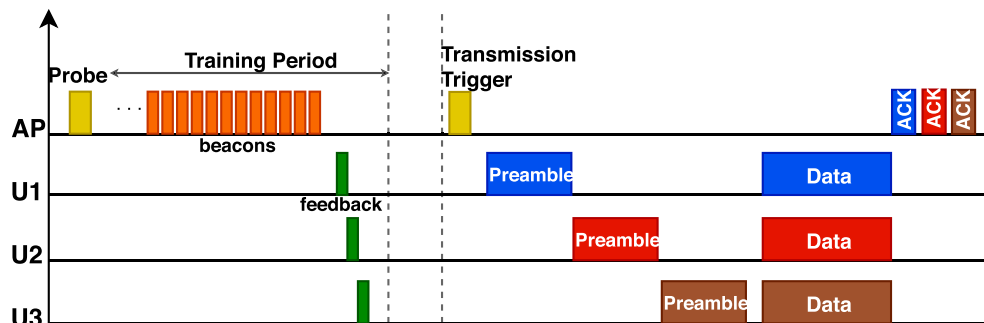 Training Period
Transmission
Trigger
Probe
. . .
AP
beacons
ACK
ACK
ACK
U1
Preamble
Data
feedback
U2
Preamble
Data
U3
Preamble
Data